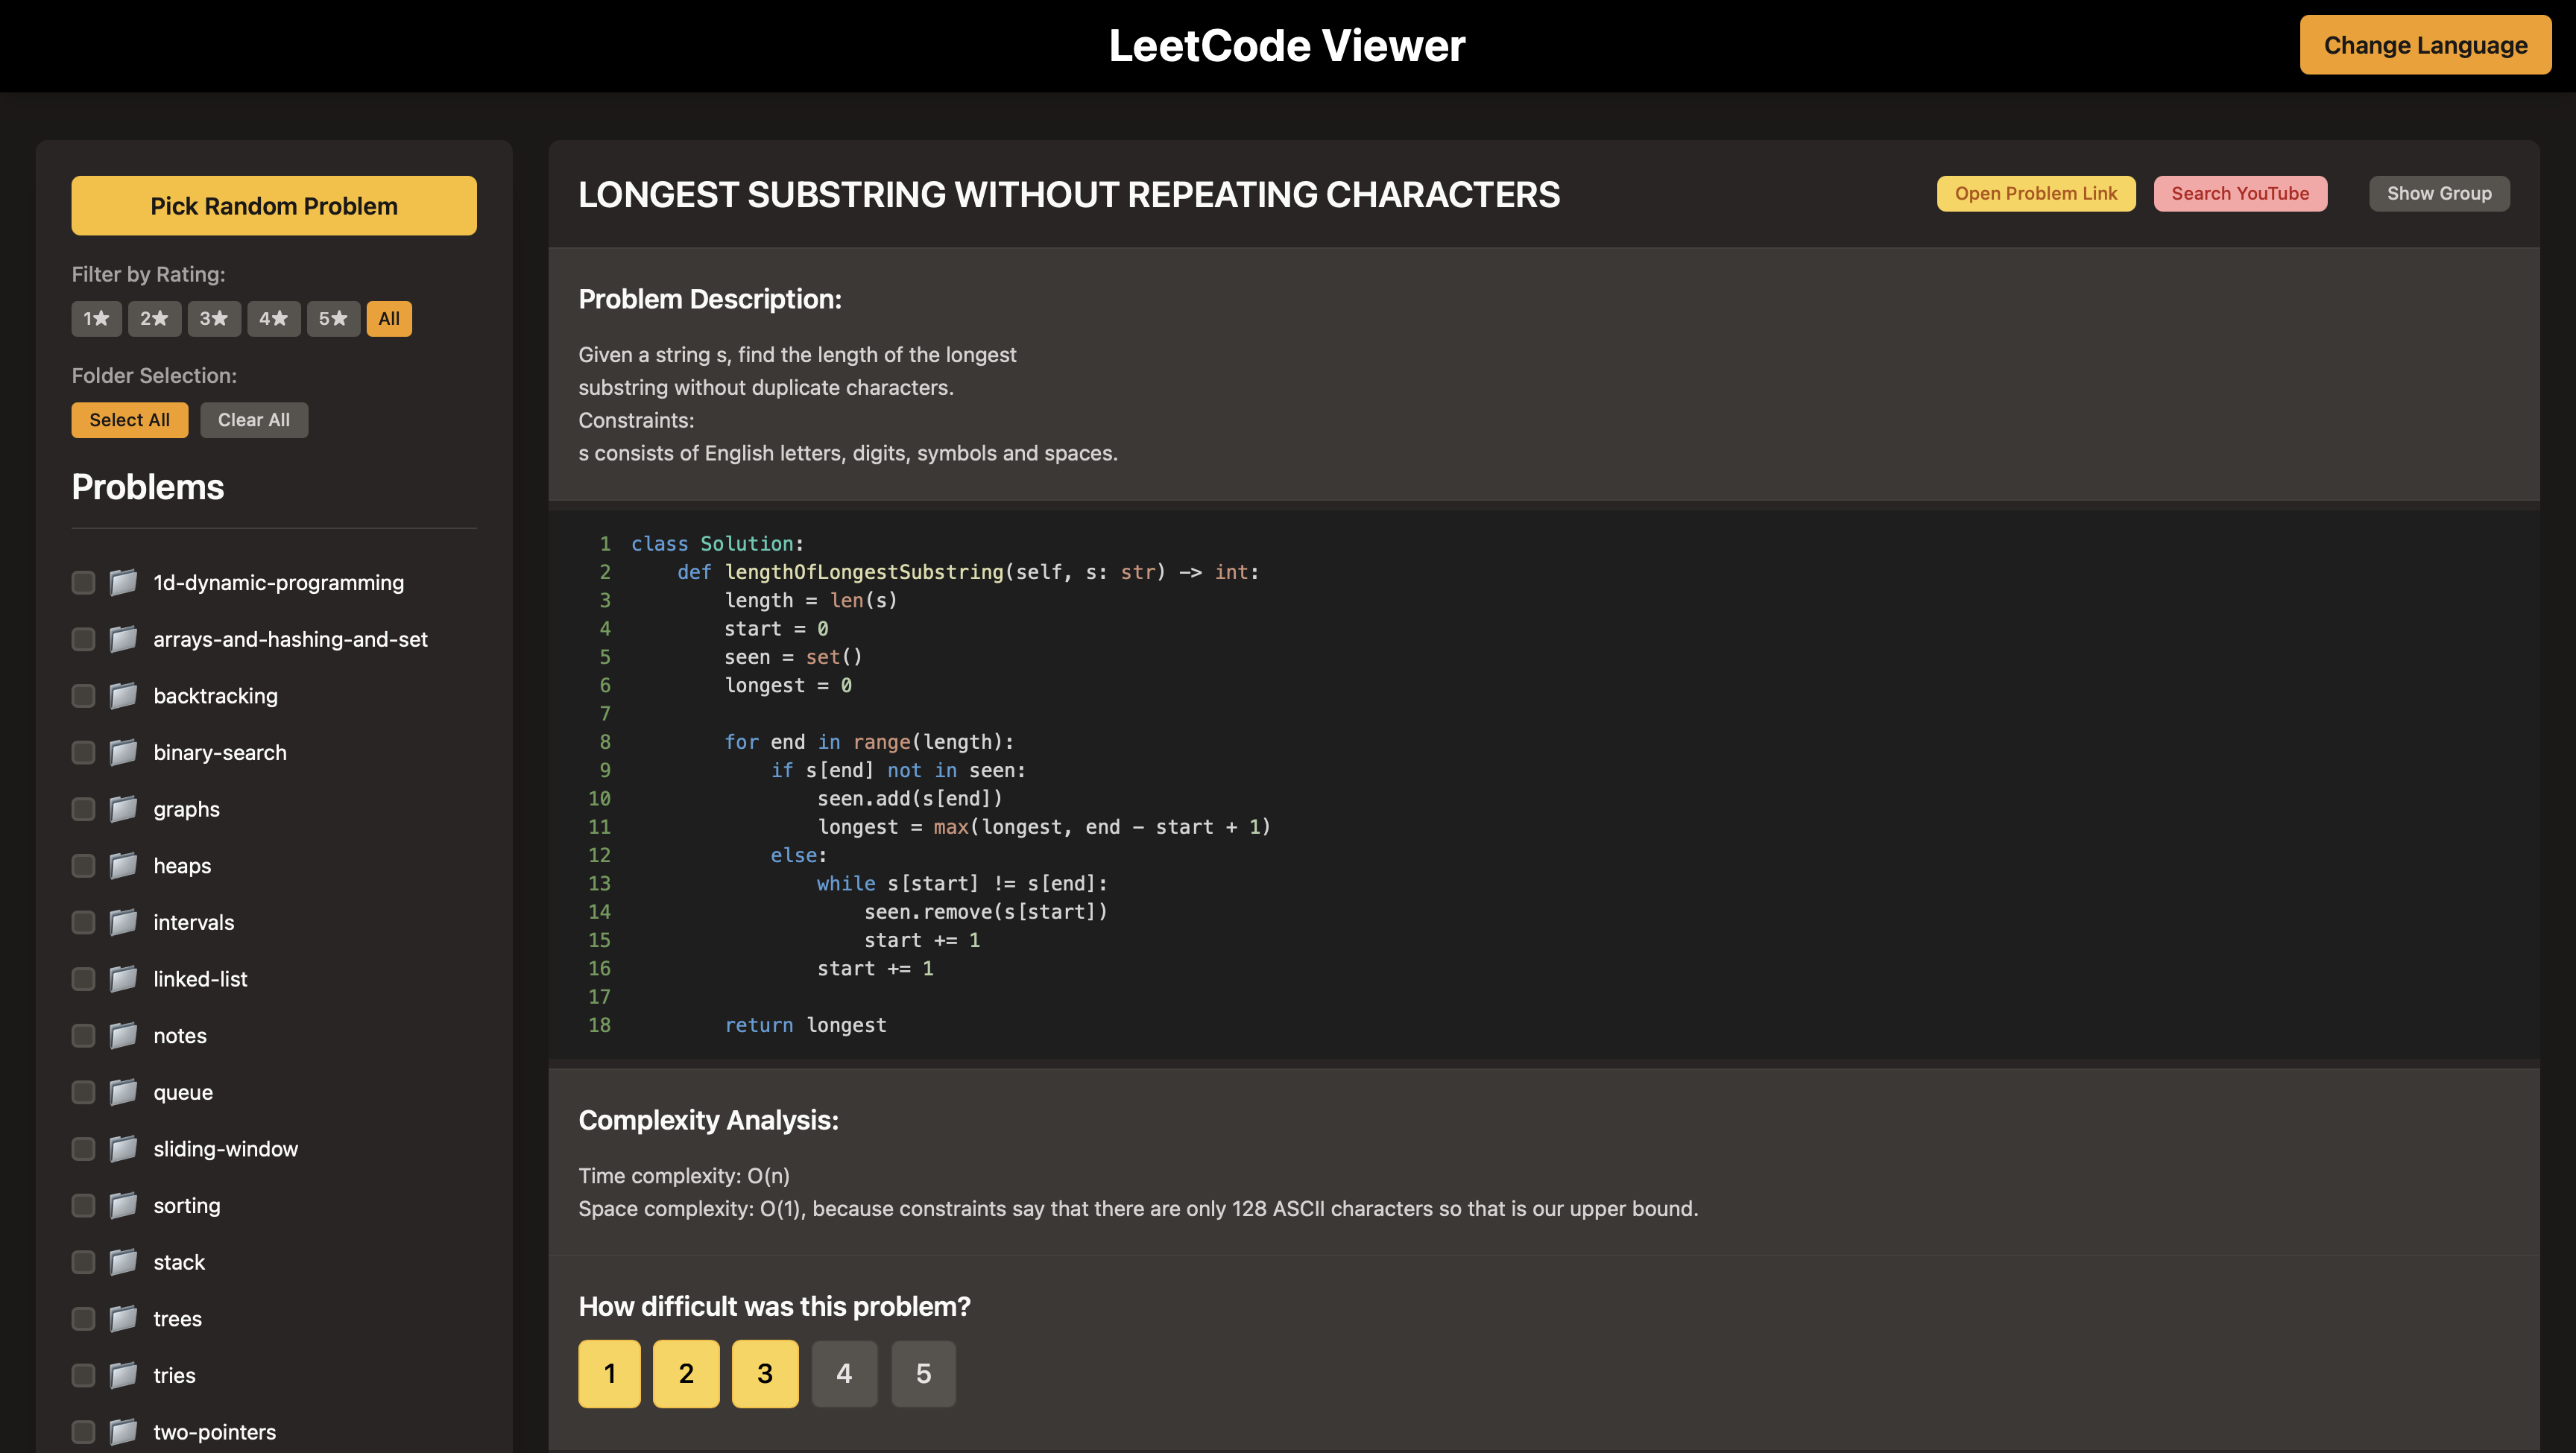 LeetCode Viewer
Change Language
Pick Random Problem
Filter by Rating:
1★ 2★ 3★ 4★ 5★ All
Folder Selection:
Select All Clear All
Problems
1d-dynamic-programming
arrays-and-hashing-and-set
backtracking
binary-search
graphs
heaps
intervals
linked-list
notes
queue
sliding-window
sorting
stack
trees
tries
two-pointers
LONGEST SUBSTRING WITHOUT REPEATING CHARACTERS
Open Problem Link Search YouTube Show Group
Problem Description:
Given a string s, find the length of the longest
substring without duplicate characters.
Constraints:
s consists of English letters, digits, symbols and spaces.
1 class Solution:
2     def lengthOfLongestSubstring(self, s: str) -> int:
3         length = len(s)
4         start = 0
5         seen = set()
6         longest = 0
7
8         for end in range(length):
9             if s[end] not in seen:
10                 seen.add(s[end])
11                 longest = max(longest, end - start + 1)
12             else:
13                 while s[start] != s[end]:
14                     seen.remove(s[start])
15                     start += 1
16                 start += 1
17
18         return longest
Complexity Analysis:
Time complexity: O(n)
Space complexity: O(1), because constraints say that there are only 128 ASCII characters so that is our upper bound.
How difficult was this problem?
1 2 3 4 5